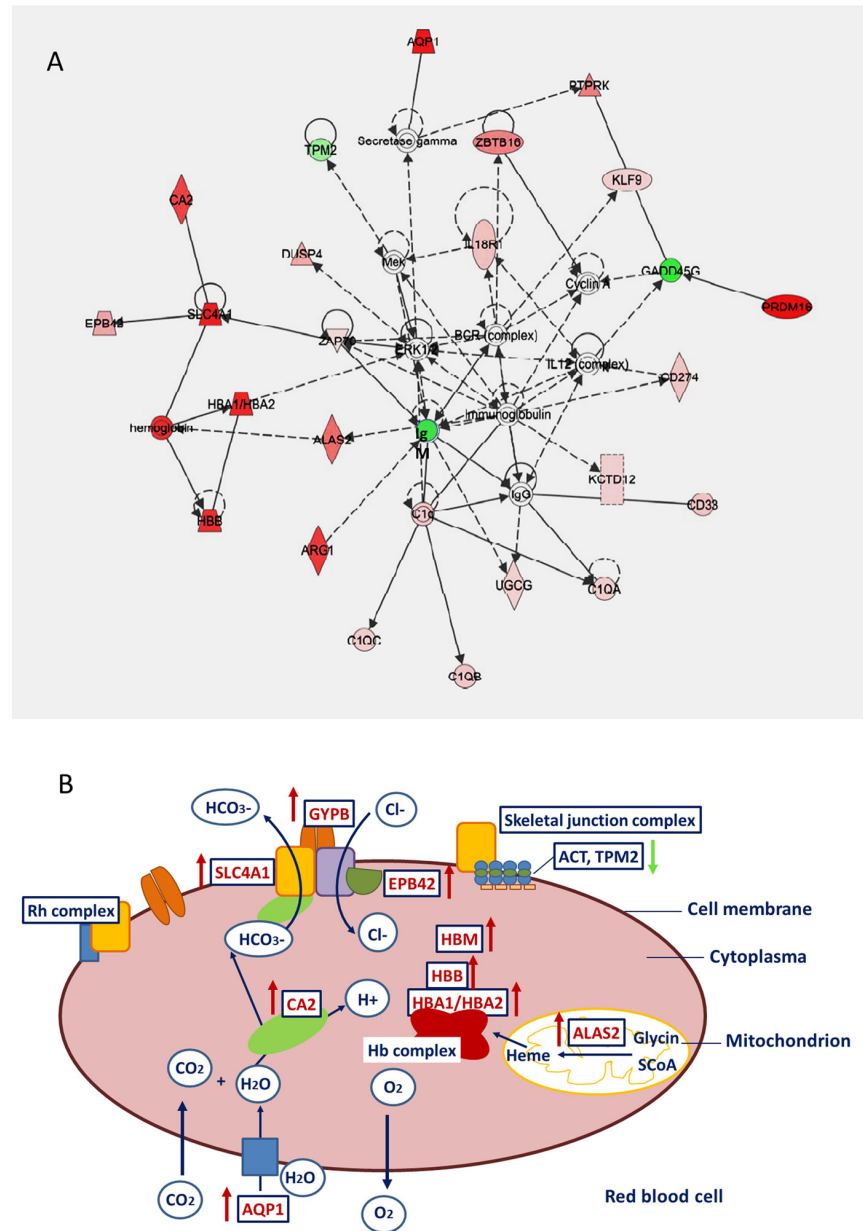 A
AQP1
PTPRK
TPM2
Secretase gamma
ZBTB16
KLF9
CA2
DUSP4
Mek
IL18R1
Cyclin A
GADD45G
PRDM16
EPB42
SLC4A1
ZAP70
ERK1/2
BCR (complex)
IL12 (complex)
CD274
HBA1/HBA2
hemoglobin
ALAS2
Ig
M
Immunoglobulin
KCTD12
HBB
ARG1
C1q
IgG
CD33
UGCG
C1QA
C1QC
C1QB
B
HCO3-
GYPB
Cl-
Skeletal junction complex
ACT, TPM2
SLC4A1
EPB42
Rh complex
Cell membrane
HCO3-
Cl-
HBM
Cytoplasma
HBB
CA2
H+
HBA1/HBA2
ALAS2
Glycin
Mitochondrion
Hb complex
Heme
SCoA
CO2
+
H2O
O2
H2O
CO2
AQP1
O2
Red blood cell